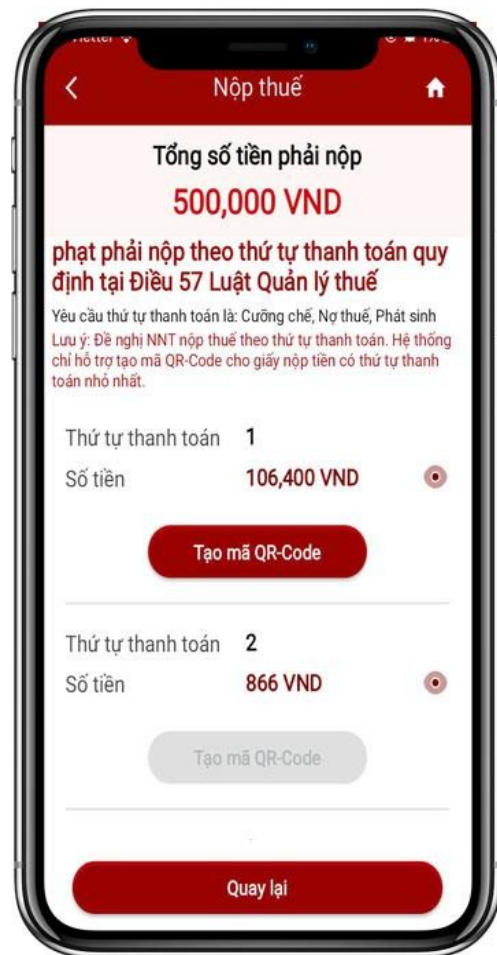 Nộp thuế
Tổng số tiền phải nộp
500,000 VND
phạt phải nộp theo thứ tự thanh toán quy
định tại Điều 57 Luật Quản lý thuế
Yêu cầu thứ tự thanh toán là: Cưỡng chế, Nợ thuế, Phát sinh
Lưu ý: Đề nghị NNT nộp thuế theo thứ tự thanh toán. Hệ thống
chỉ hỗ trợ tạo mã QR-Code cho giấy nộp tiền có thứ tự thanh
toán nhỏ nhất.
Thứ tự thanh toán 1
Số tiền 106,400 VND
Tạo mã QR-Code
Thứ tự thanh toán 2
Số tiền 866 VND
Tạo mã QR-Code
Quay lại